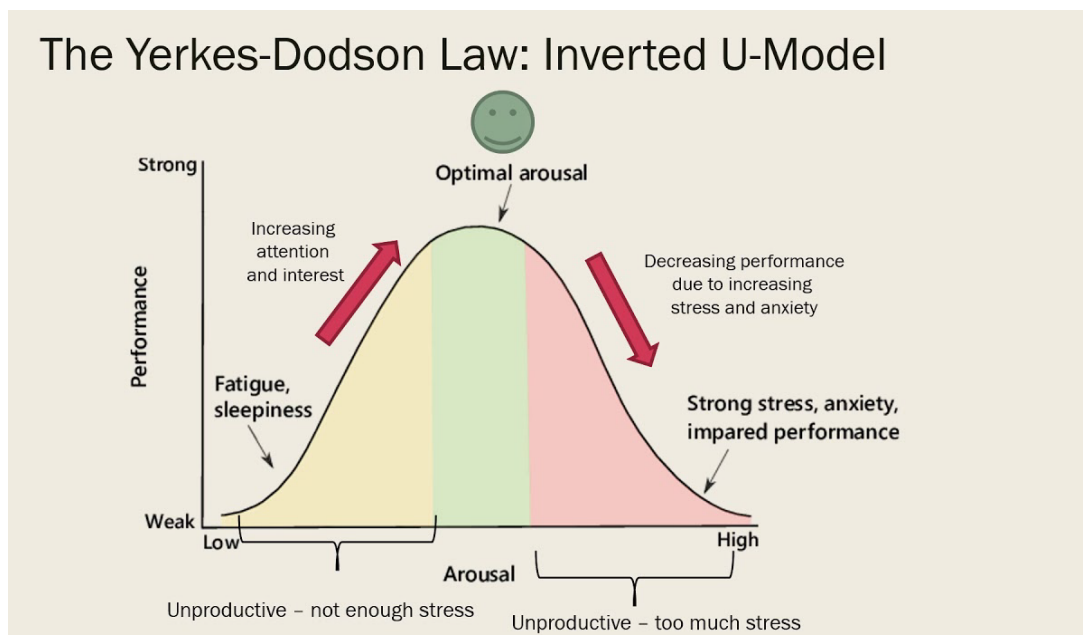 The Yerkes-Dodson Law: Inverted U-Model
Strong
Optimal arousal
Increasing
attention
and interest
Decreasing performance
due to increasing
stress and anxiety
Performance
Fatigue,
sleepiness
Strong stress, anxiety,
impared performance
Weak
Low
High
Arousal
Unproductive – not enough stress
Unproductive – too much stress